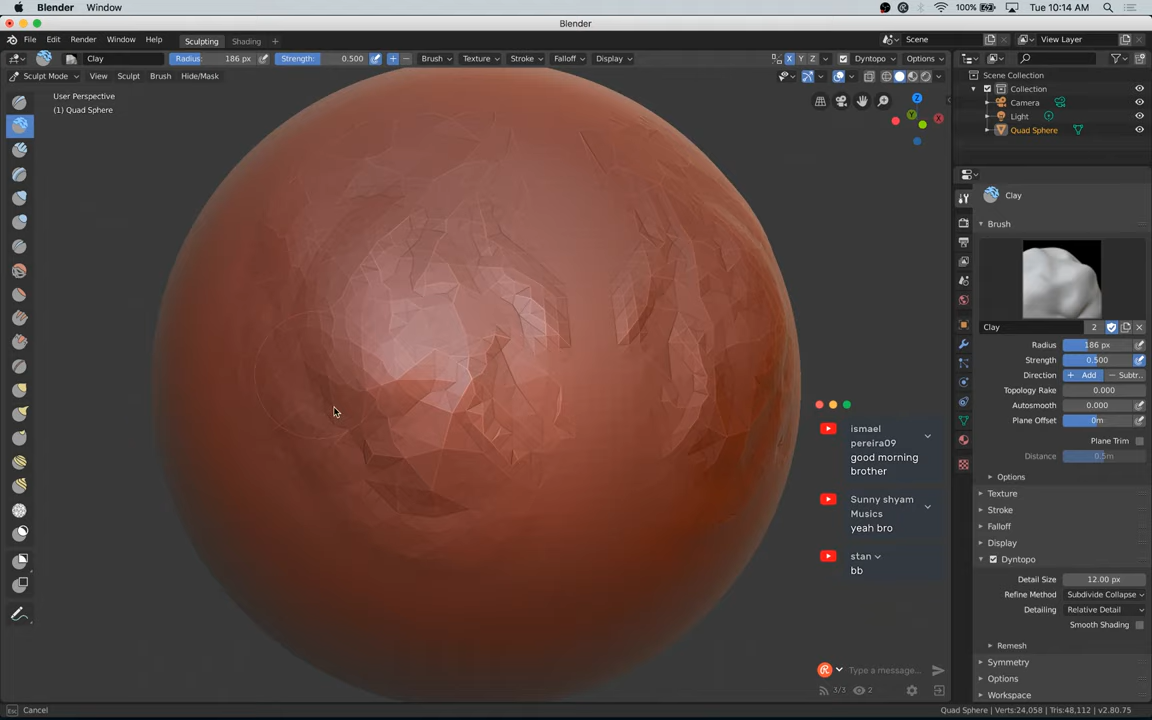 Blender Window 100% Tue 10:14 AM
Blender
File Edit Render Window Help Sculpting Shading + Scene View Layer
Clay Radius: 186 px Strength: 0.500 + − Brush Texture Stroke Falloff Display X Y Z Dyntopo Options
Sculpt Mode View Sculpt Brush Hide/Mask
User Perspective
(1) Quad Sphere
Z
Y
X
Scene Collection
Collection
Camera
Light
Quad Sphere
Clay
Brush
Clay 2
Radius 186 px
Strength 0.500
Direction + Add − Subtr..
Topology Rake 0.000
Autosmooth 0.000
Plane Offset 0m
Plane Trim
Distance 0.5m
Options
Texture
Stroke
Falloff
Display
Dyntopo
Detail Size 12.00 px
Refine Method Subdivide Collapse
Detailing Relative Detail
Smooth Shading
Remesh
Symmetry
Options
Workspace
ismael
pereira09
good morning
brother
Sunny shyam
Musics
yeah bro
stan
bb
Type a message...
3/3 2
Esc Cancel
Quad Sphere | Verts:24,058 | Tris:48,112 | v2.80.75